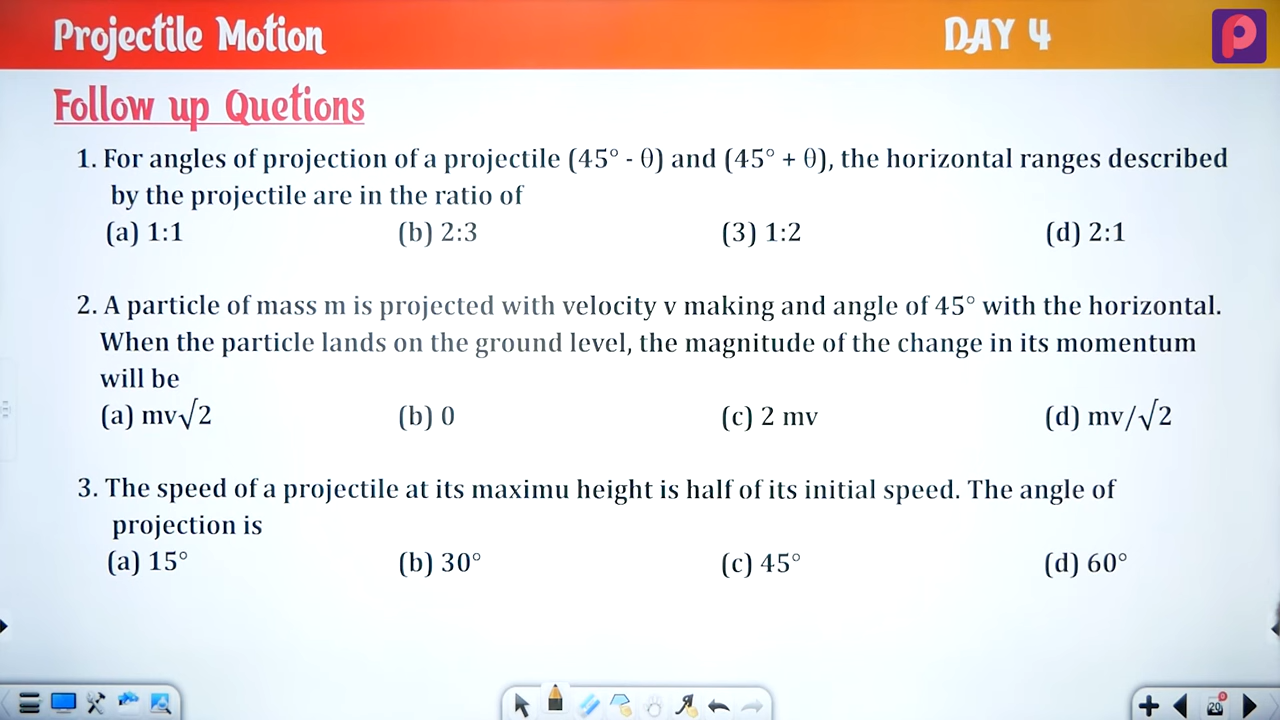 Projectile Motion
DAY 4
Follow up Quetions
1. For angles of projection of a projectile (45° - θ) and (45° + θ), the horizontal ranges described
by the projectile are in the ratio of
(a) 1:1 (b) 2:3 (3) 1:2 (d) 2:1
2. A particle of mass m is projected with velocity v making and angle of 45° with the horizontal.
When the particle lands on the ground level, the magnitude of the change in its momentum
will be
(a) mv√2 (b) 0 (c) 2 mv (d) mv/√2
3. The speed of a projectile at its maximu height is half of its initial speed. The angle of
projection is
(a) 15° (b) 30° (c) 45° (d) 60°
20